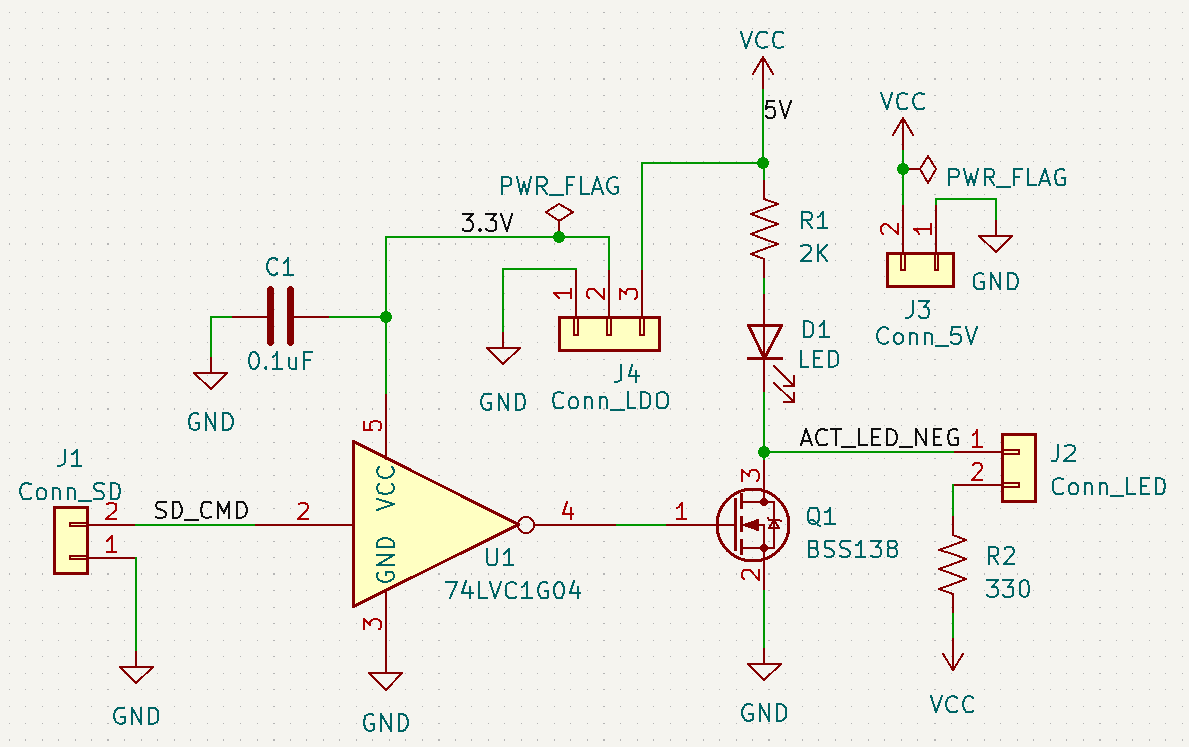 VCC
5V
VCC
PWR_FLAG
PWR_FLAG
3.3V
R1
2K
2
1
C1
0.1uF
GND
1
2
3
GND
J3
Conn_5V
D1
LED
J4
Conn_LDO
GND
5
VCC
ACT_LED_NEG
1
2
J2
Conn_LED
J1
Conn_SD
2
1
SD_CMD
2
4
1
3
Q1
BSS138
GND
U1
74LVC1G04
2
R2
330
3
GND
GND
GND
VCC